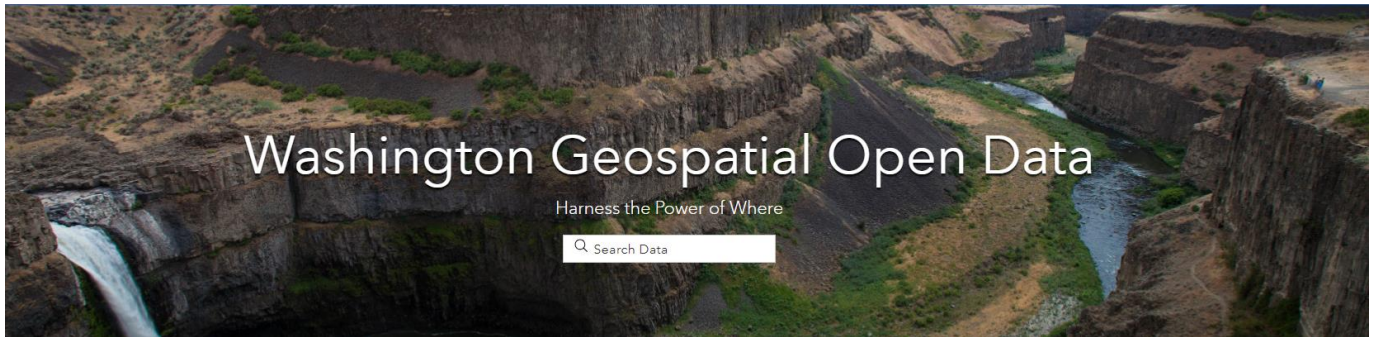 Washington Geospatial Open Data
Harness the Power of Where
Search Data